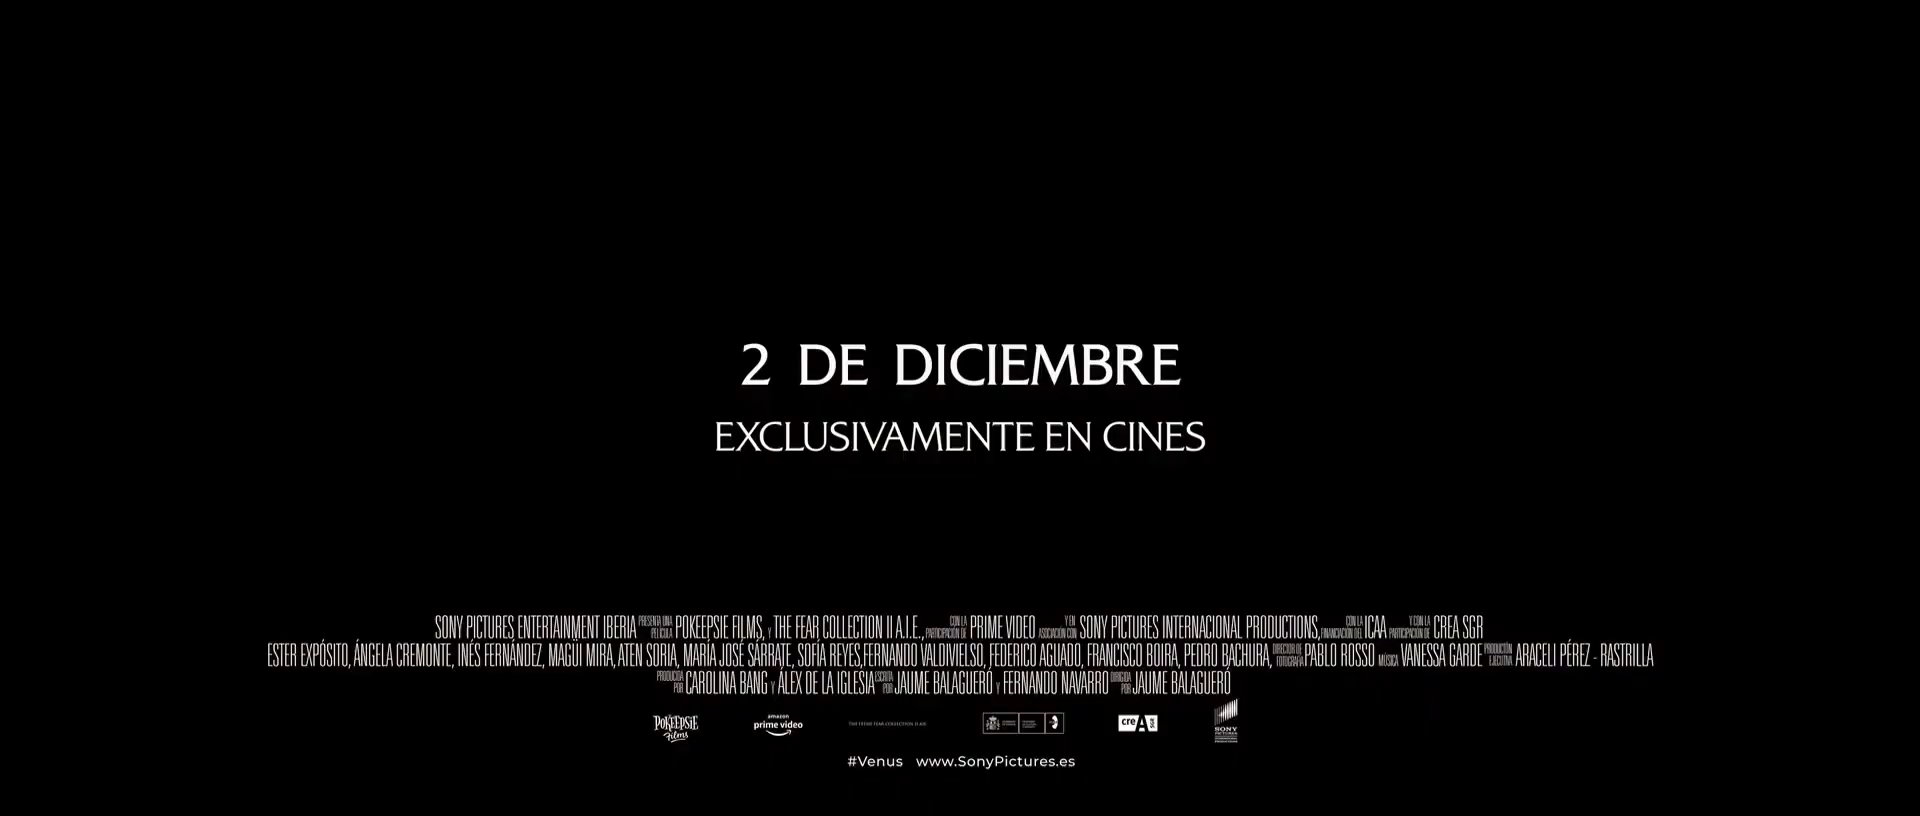 2 DE DICIEMBRE
EXCLUSIVAMENTE EN CINES
SONY PICTURES ENTERTAINMENT IBERIA PRESENTA UNA PELÍCULA POKEEPSIE FILMS, Y THE FEAR COLLECTION II A.I.E., CON LA PARTICIPACIÓN DE PRIME VIDEO Y EN ASOCIACIÓN CON SONY PICTURES INTERNACIONAL PRODUCTIONS, CON LA FINANCIACIÓN DEL ICAA Y CON LA PARTICIPACIÓN DE CREA SGR
ESTER EXPÓSITO, ÁNGELA CREMONTE, INÉS FERNÁNDEZ, MAGÜI MIRA, ATEN SORIA, MARÍA JOSÉ SÁRRATE, SOFÍA REYES, FERNANDO VALDIVIELSO, FEDERICO AGUADO, FRANCISCO BOIRA, PEDRO BACHURA, DIRECTOR DE FOTOGRAFÍA PABLO ROSSO MÚSICA VANESSA GARDE PRODUCCIÓN EJECUTIVA ARACELI PÉREZ - RASTRILLA
PRODUCIDA POR CAROLINA BANG Y ÁLEX DE LA IGLESIA ESCRITA POR JAUME BALAGUERÓ Y FERNANDO NAVARRO DIRIGIDA POR JAUME BALAGUERÓ
POKEEPSIE Films amazon prime video creA SGR SONY PICTURES
#Venus www.SonyPictures.es